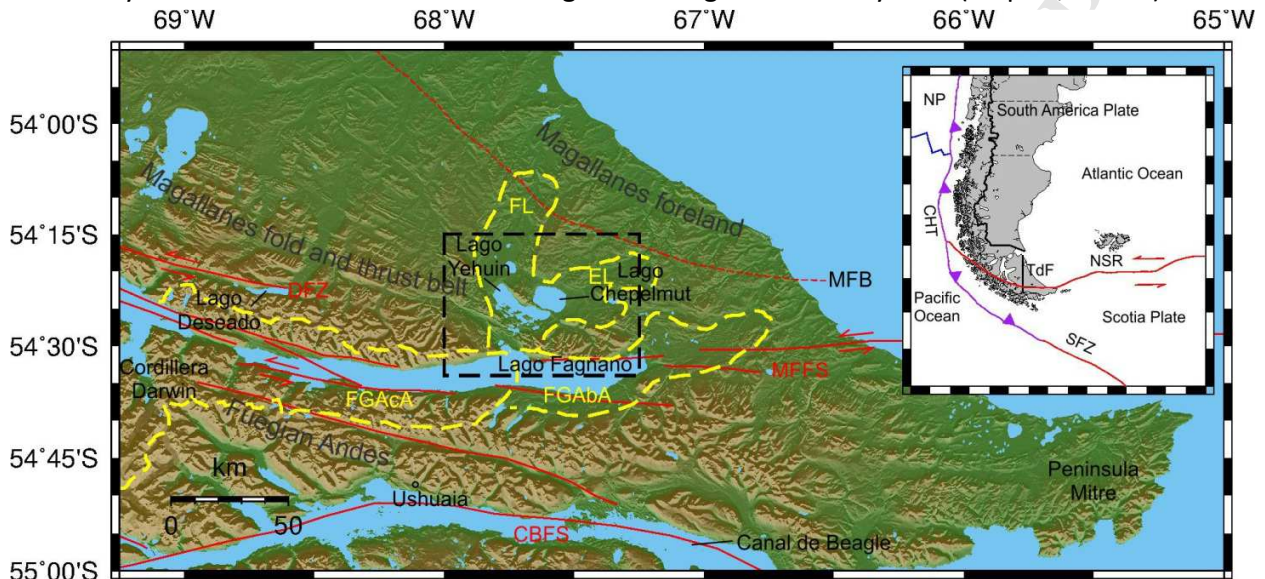 69°W 68°W 67°W 66°W 65°W
54°00'S
54°15'S
54°30'S
54°45'S
55°00'S
Magallanes foreland
Magallanes fold and thrust belt
FL
Lago
Yehuin
EL
Lago
Chepelmut
MFB
DFZ
Lago
Deseado
Lago Fagnano
MFFS
Cordillera
Darwin
FGAcA
FGAbA
Fuegian Andes
km
0 50
Ushuaia
CBFS
Canal de Beagle
Peninsula
Mitre
NP
South America Plate
Atlantic Ocean
CHT
TdF
NSR
Pacific
Ocean
Scotia Plate
SFZ